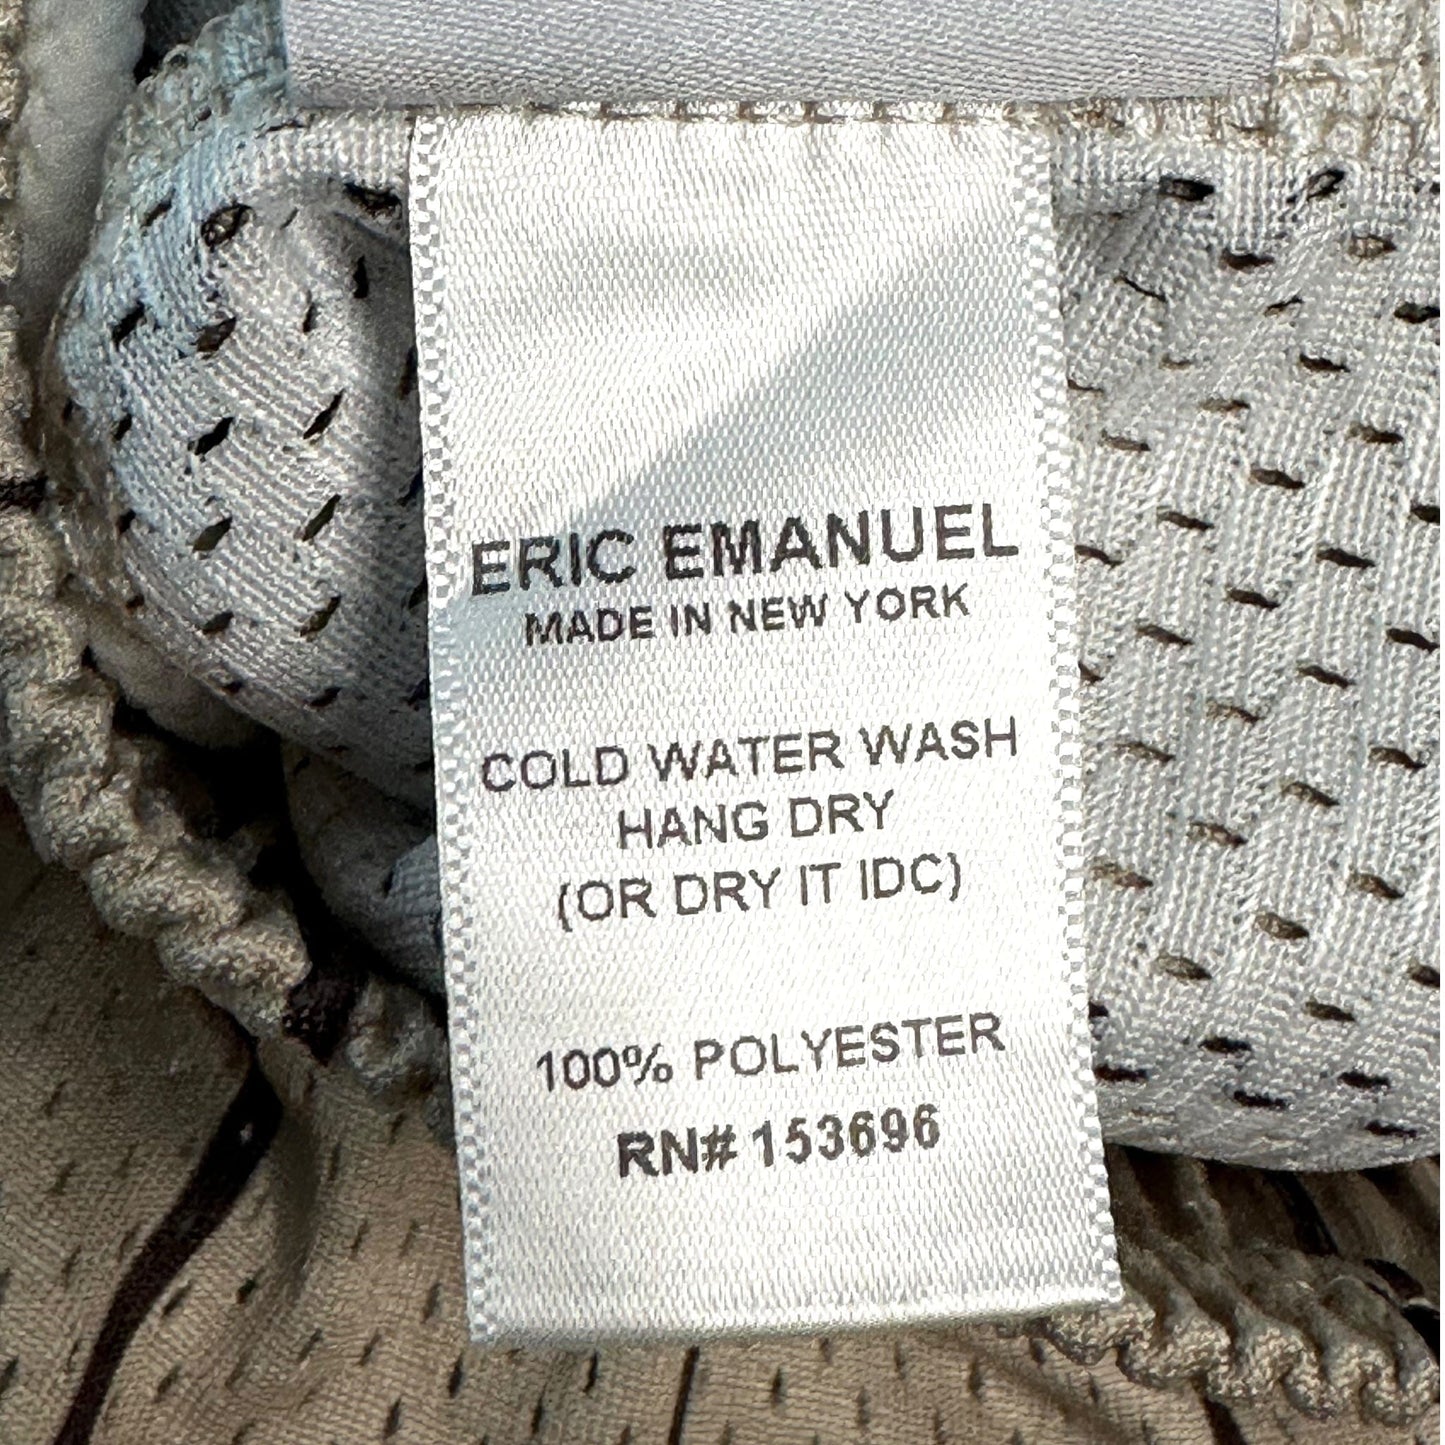 ERIC EMANUEL
MADE IN NEW YORK
COLD WATER WASH
HANG DRY
(OR DRY IT IDC)
100% POLYESTER
RN# 153696